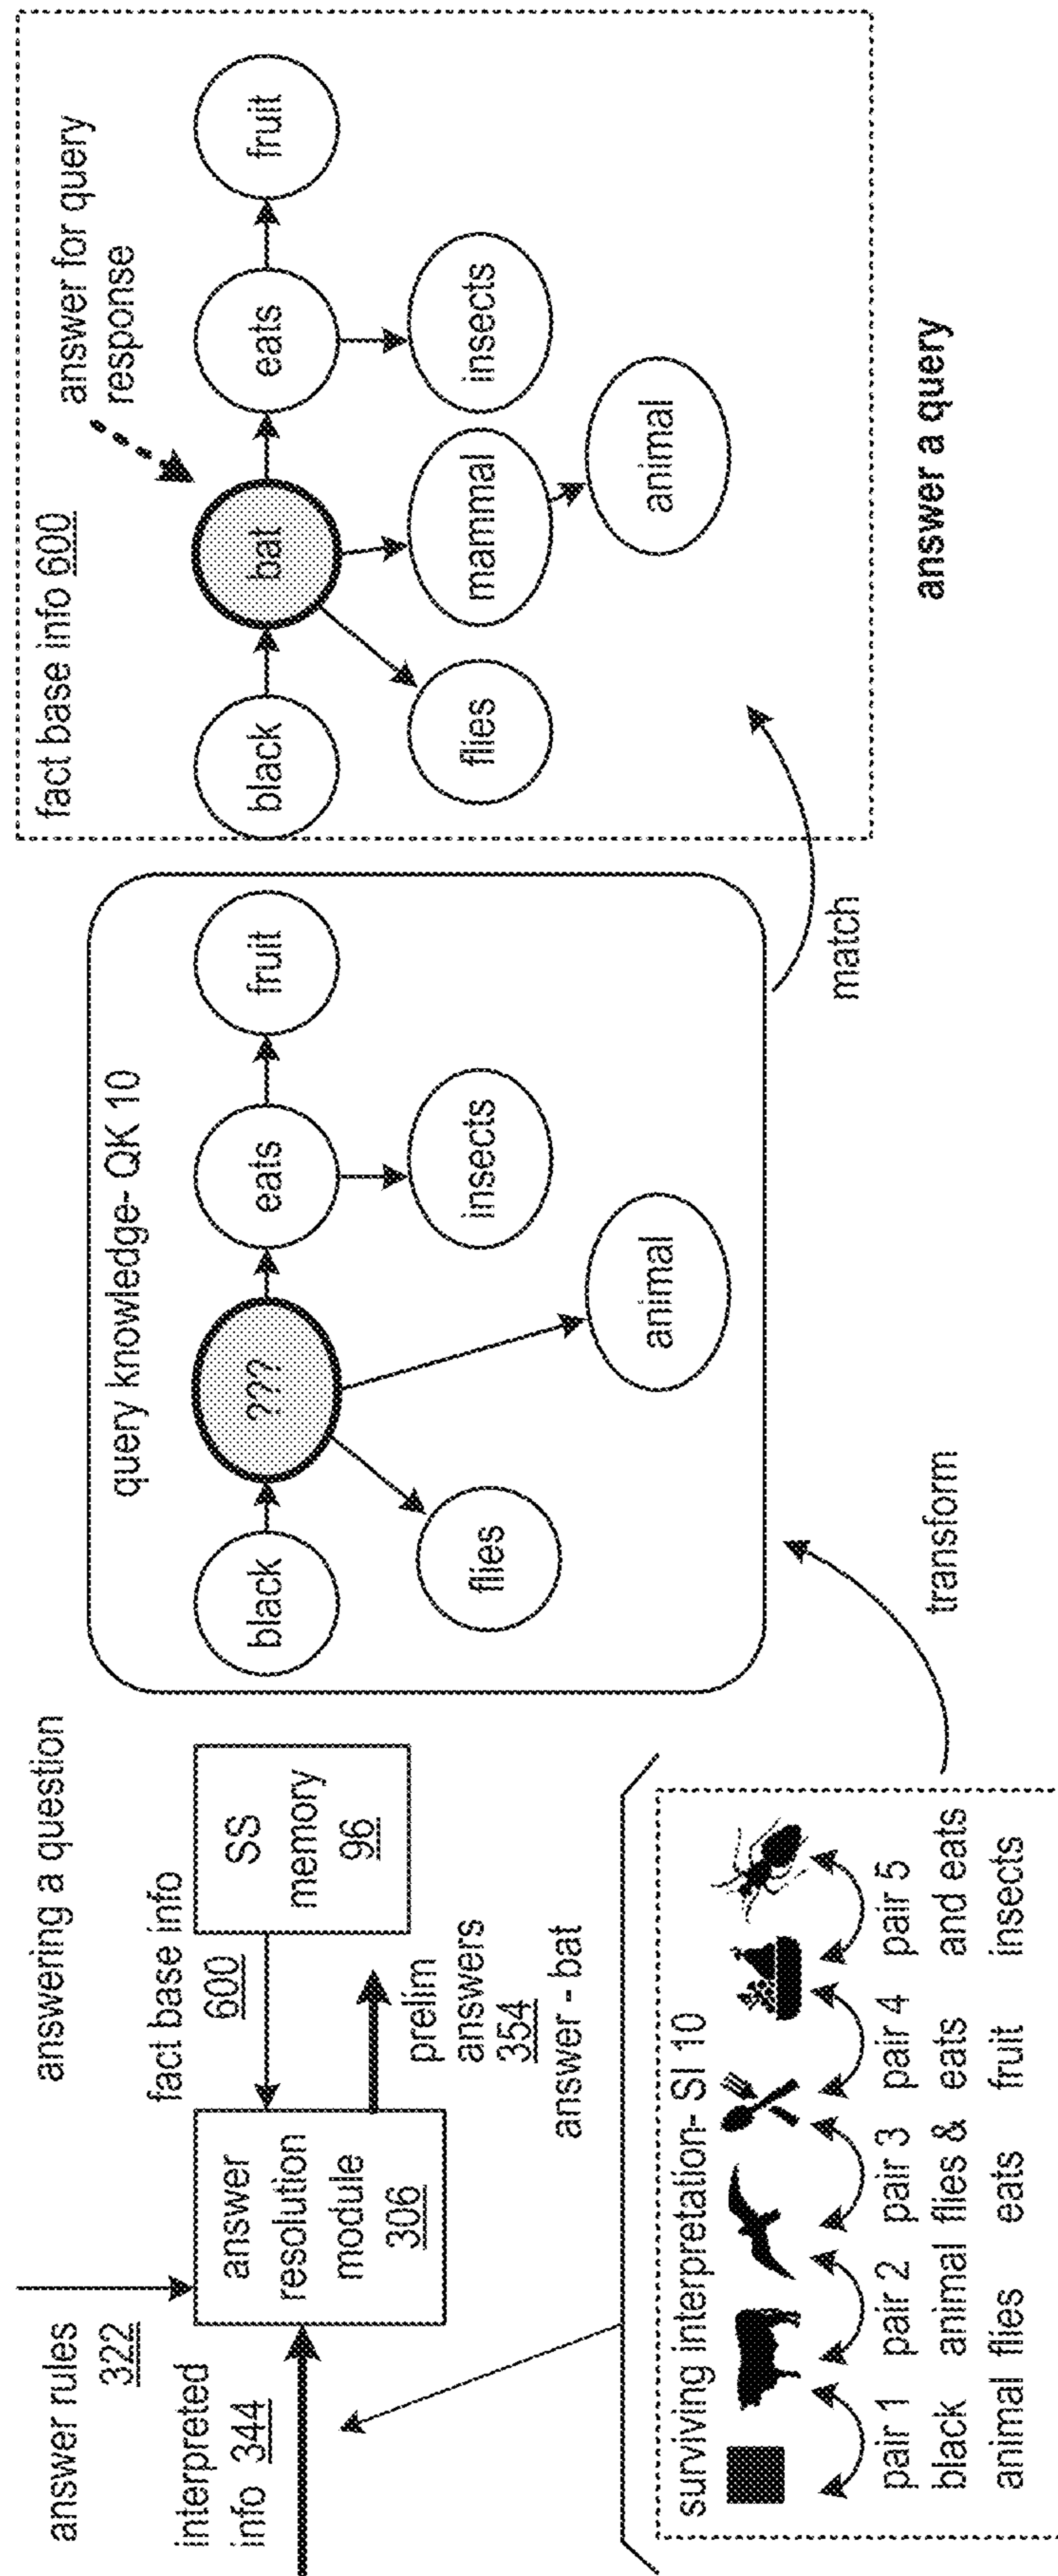 answering a question
answer rules
322
interpreted
info 344
answer
resolution
module
306
fact base info
600
SS
memory
96
prelim
answers
354
answer - bat
surviving interpretation- SI 10
pair 1
black
animal
pair 2
animal
flies
pair 3
flies &
eats
pair 4
eats
fruit
pair 5
and eats
insects
transform
query knowledge- QK 10
black
???
eats
fruit
flies
animal
insects
match
fact base info 600
answer for query
response
black
bat
eats
fruit
flies
mammal
insects
animal
answer a query